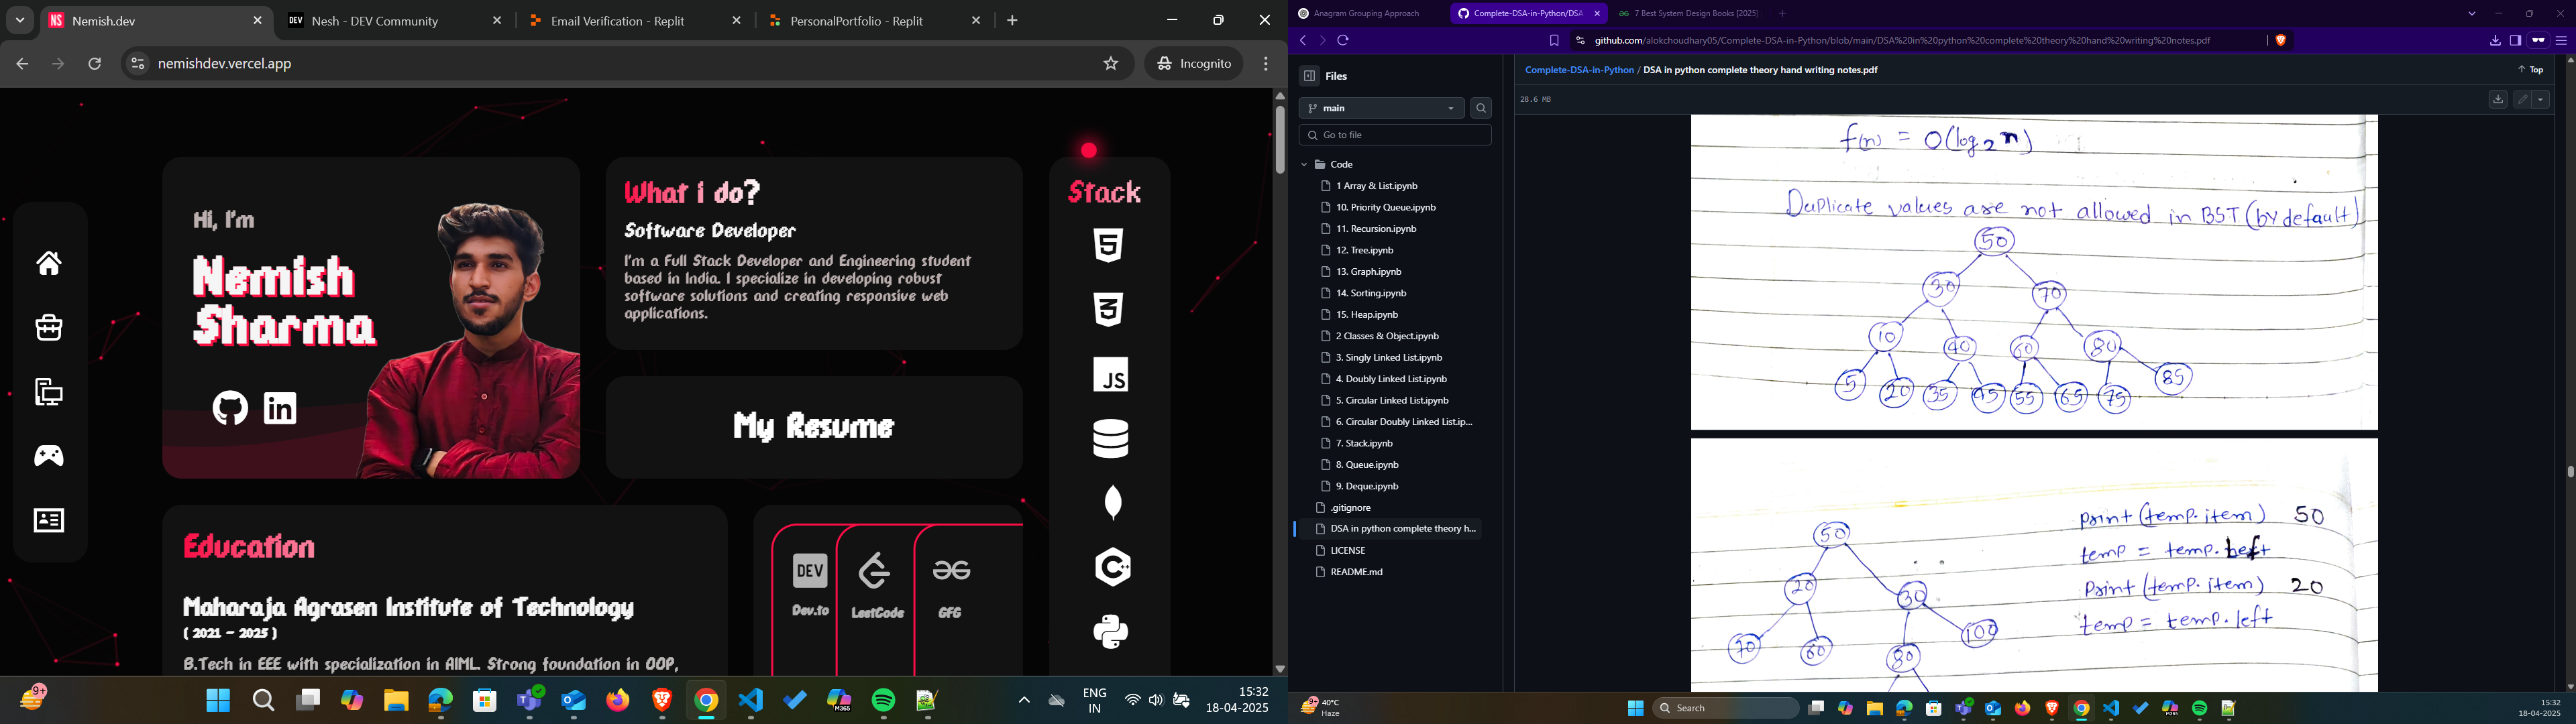 NS
Nemish.dev
DEV
Nesh - DEV Community
Email Verification - Replit
PersonalPortfolio - Replit
nemishdev.vercel.app
Incognito
Hi, I'm
Nemish
Sharma
What i do?
Software Developer
I'm a Full Stack Developer and Engineering student
based in India. I specialize in developing robust
software solutions and creating responsive web
applications.
My Resume
Stack
5
3
JS
C++
Education
Maharaja Agrasen Institute of Technology
( 2021 - 2025 )
B.Tech in EEE with specialization in AIML. Strong foundation in OOP,
DEV
Dev.to
LeetCode
GFG
9+
M365
ENG
IN
15:32
18-04-2025
Anagram Grouping Approach
Complete-DSA-in-Python/DSA
7 Best System Design Books [2025]
github.com/alokchoudhary05/Complete-DSA-in-Python/blob/main/DSA%20in%20python%20complete%20theory%20hand%20writing%20notes.pdf
Files
main
Go to file
Code
1 Array & List.ipynb
10. Priority Queue.ipynb
11. Recursion.ipynb
12. Tree.ipynb
13. Graph.ipynb
14. Sorting.ipynb
15. Heap.ipynb
2 Classes & Object.ipynb
3. Singly Linked List.ipynb
4. Doubly Linked List.ipynb
5. Circular Linked List.ipynb
6. Circular Doubly Linked List.ip...
7. Stack.ipynb
8. Queue.ipynb
9. Deque.ipynb
.gitignore
DSA in python complete theory h...
LICENSE
README.md
Complete-DSA-in-Python / DSA in python complete theory hand writing notes.pdf
Top
28.6 MB
f(n) = O(log2 n)
Duplicate values are not allowed in BST (by default)
50
30 70
10 40 60 80
5 20 35 45 55 65 75 85
50
20 30
70 60 80 100
print(temp.item) 50
temp = temp.left
print(temp.item) 20
temp = temp.left
9+
40°C
Haze
Search
15:32
18-04-2025